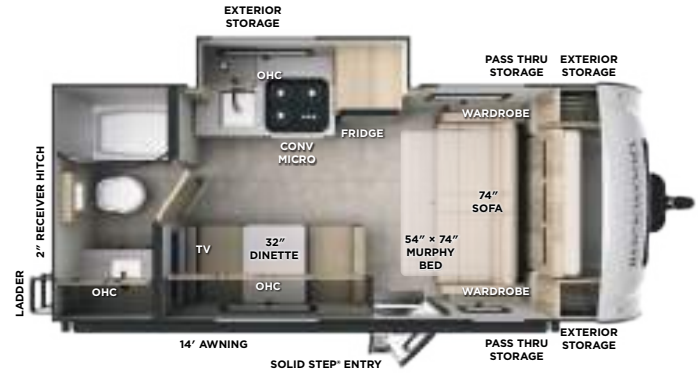 EXTERIOR
STORAGE
PASS THRU
STORAGE
EXTERIOR
STORAGE
OHC
WARDROBE
FRIDGE
CONV
MICRO
2" RECEIVER HITCH
74"
SOFA
TV
32"
DINETTE
54" × 74"
MURPHY
BED
OHC
OHC
WARDROBE
LADDER
14' AWNING
SOLID STEP® ENTRY
PASS THRU
STORAGE
EXTERIOR
STORAGE